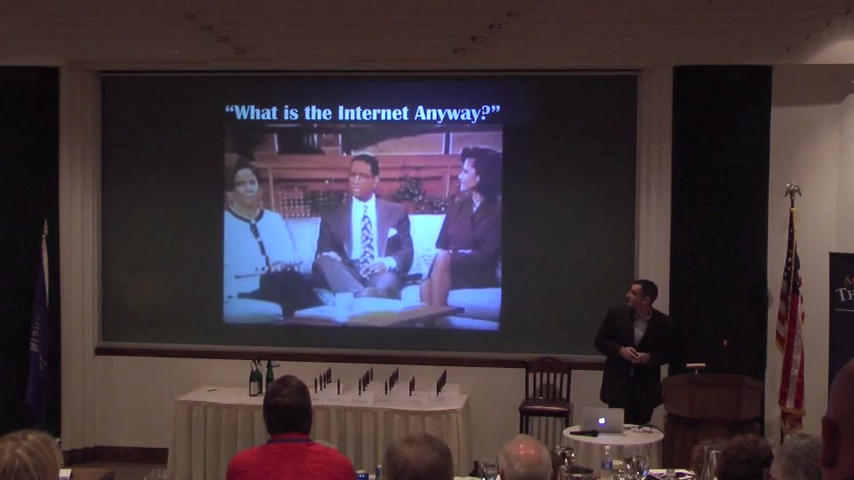 “What is the Internet Anyway?”